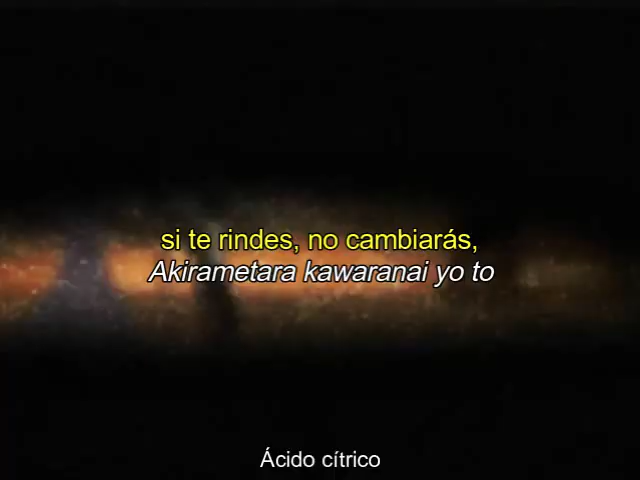 si te rindes, no cambiarás,
Akirametara kawaranai yo to
Ácido cítrico